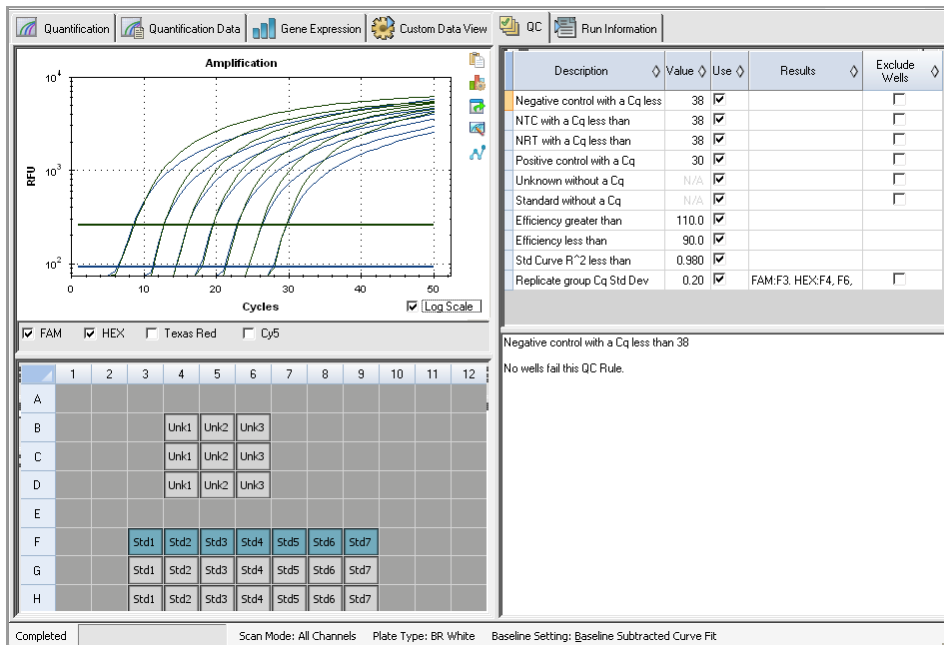 Quantification Quantification Data Gene Expression Custom Data View QC Run Information
Amplification
10^4
10^3
10^2
RFU
0 10 20 30 40 50
Cycles
Log Scale
FAM HEX Texas Red Cy5
1 2 3 4 5 6 7 8 9 10 11 12
A
B Unk1 Unk2 Unk3
C Unk1 Unk2 Unk3
D Unk1 Unk2 Unk3
E
F Std1 Std2 Std3 Std4 Std5 Std6 Std7
G Std1 Std2 Std3 Std4 Std5 Std6 Std7
H Std1 Std2 Std3 Std4 Std5 Std6 Std7
Description Value Use Results Exclude Wells
Negative control with a Cq less 38
NTC with a Cq less than 38
NRT with a Cq less than 38
Positive control with a Cq 30
Unknown without a Cq N/A
Standard without a Cq N/A
Efficiency greater than 110.0
Efficiency less than 90.0
Std Curve R^2 less than 0.980
Replicate group Cq Std Dev 0.20 FAM:F3. HEX:F4, F6,
Negative control with a Cq less than 38
No wells fail this QC Rule.
Completed Scan Mode: All Channels Plate Type: BR White Baseline Setting: Baseline Subtracted Curve Fit